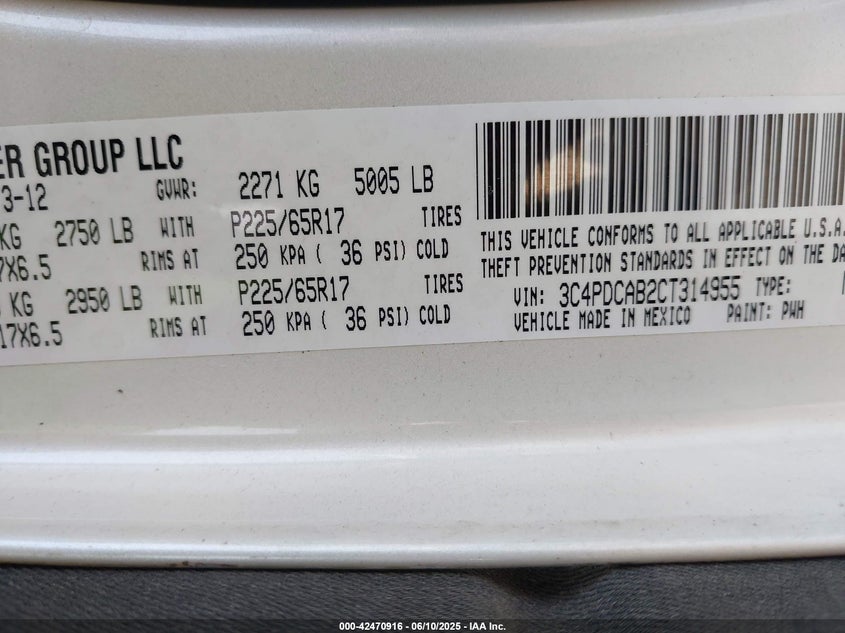 ER GROUP LLC
3-12 GVWR: 2271 KG 5005 LB
KG 2750 LB WITH P225/65R17 TIRES
7X6.5 RIMS AT 250 KPA ( 36 PSI) COLD
KG 2950 LB WITH P225/65R17 TIRES
17X6.5 RIMS AT 250 KPA ( 36 PSI) COLD
THIS VEHICLE CONFORMS TO ALL APPLICABLE U.S.A.
THEFT PREVENTION STANDARDS IN EFFECT ON THE DA
VIN: 3C4PDCAB2CT314955 TYPE:
VEHICLE MADE IN MEXICO PAINT: PWH
000-42470916 - 06/10/2025 - IAA Inc.